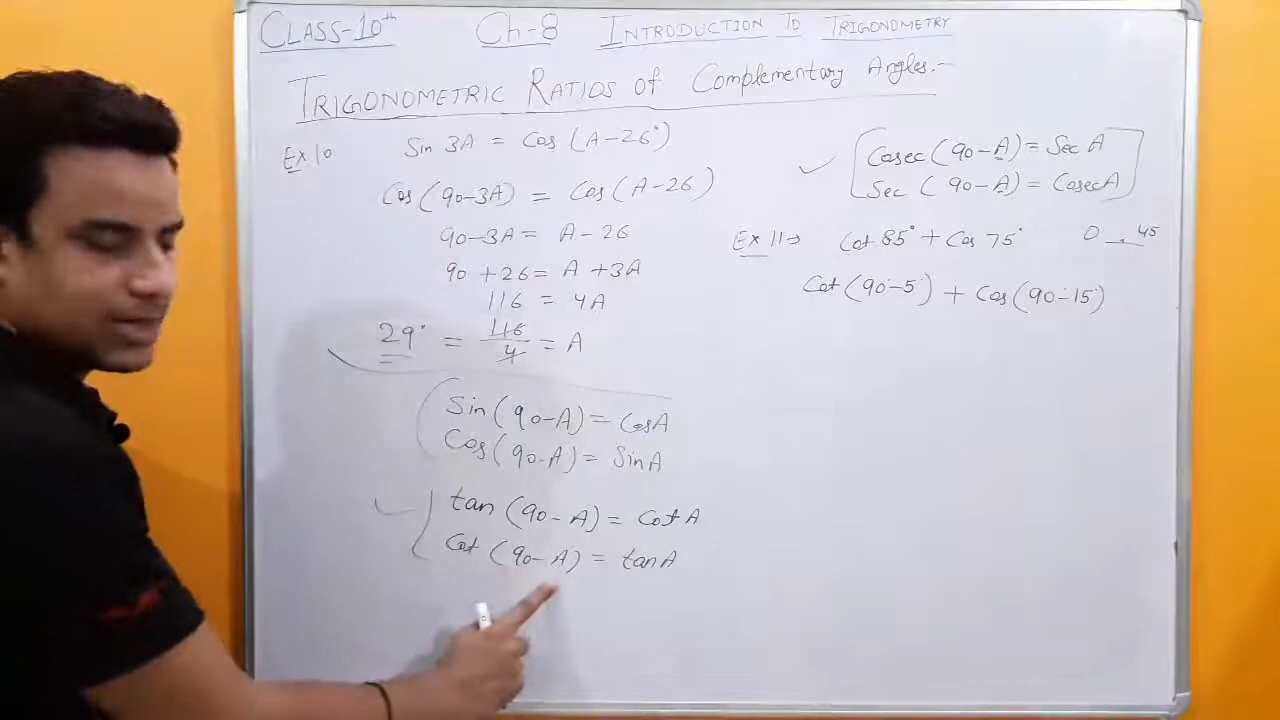 CLASS-10th Ch-8 INTRODUCTION TO TRIGONOMETRY
TRIGONOMETRIC RATIOS of Complementary Angles:-
Ex 10 Sin 3A = Cos (A-26°)
Cos(90-3A) = Cos(A-26)
90-3A = A-26
90+26 = A+3A
116 = 4A
29° = 116/4 = A
Sin(90-A) = CosA
Cos(90-A) = SinA
tan (90-A) = Cot A
Cot (90-A) = tanA
Cosec(90-A) = Sec A
Sec (90-A) = CosecA
Ex 11→ Cot 85° + Cos 75° 0 __ 45
Cot(90-5) + Cos(90-15)